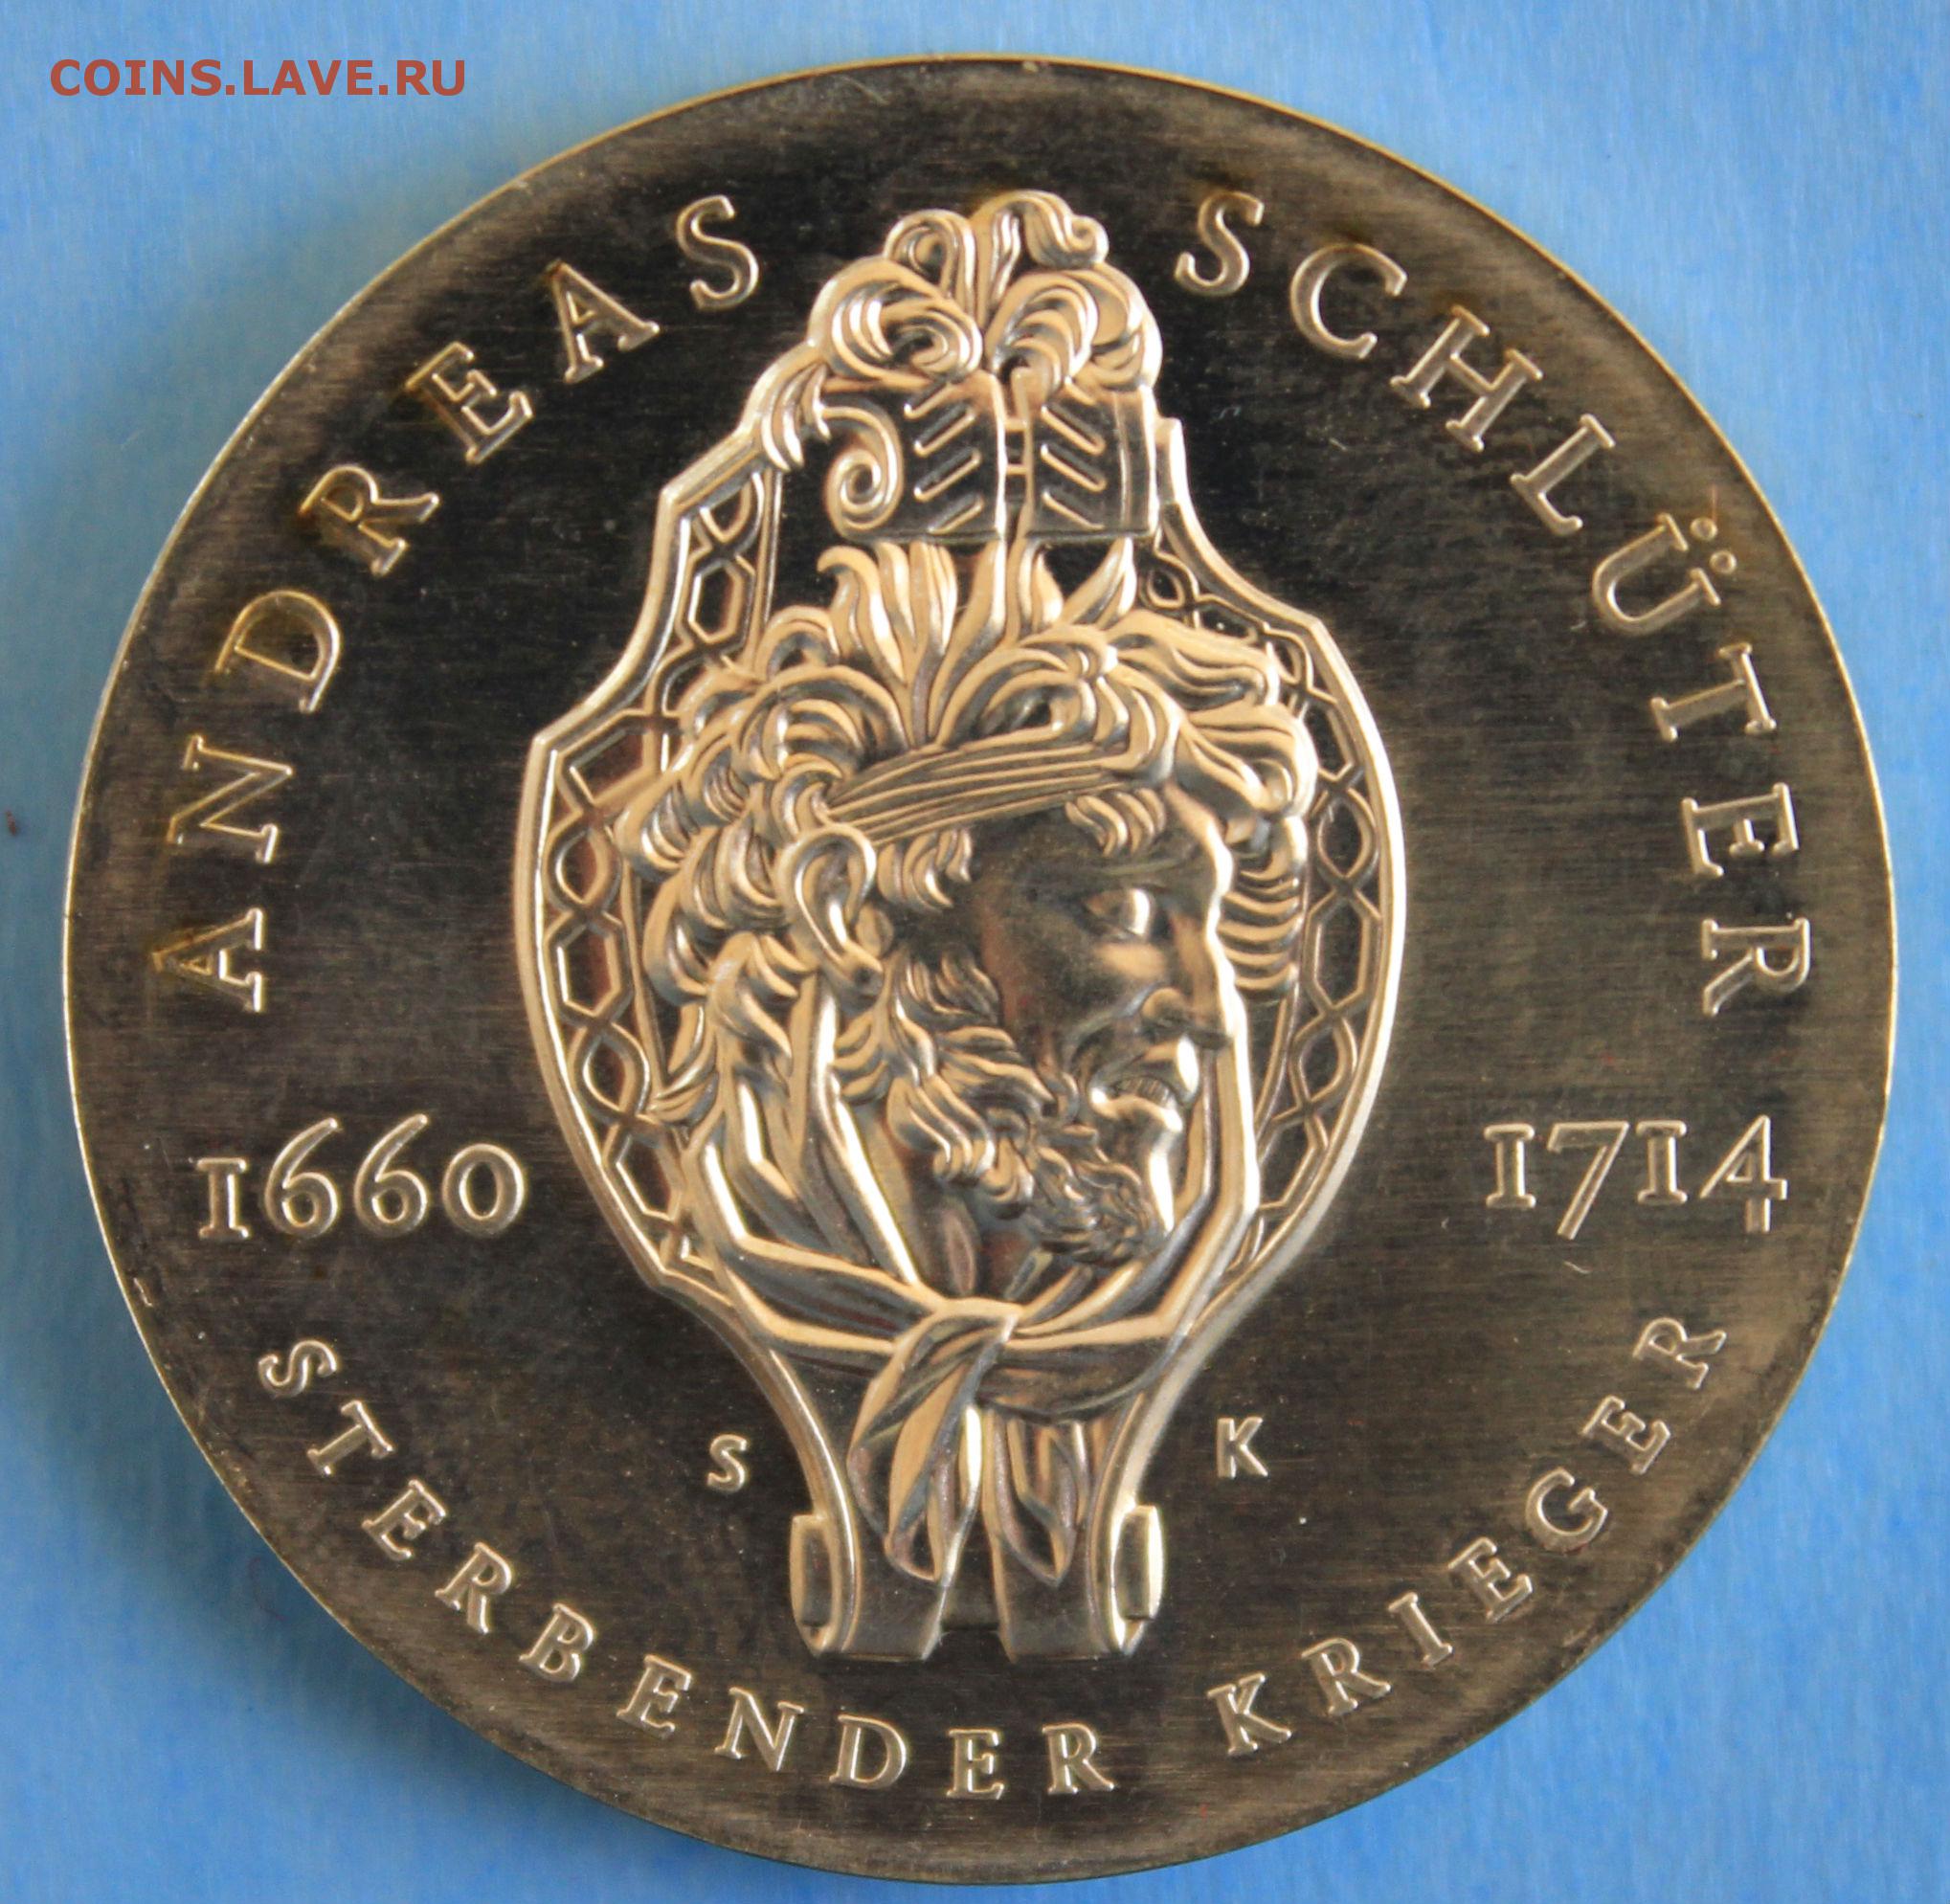 COINS.LAVE.RU
ANDREAS SCHLÜTER
1660 1714
S K
STERBENDER KRIEGER